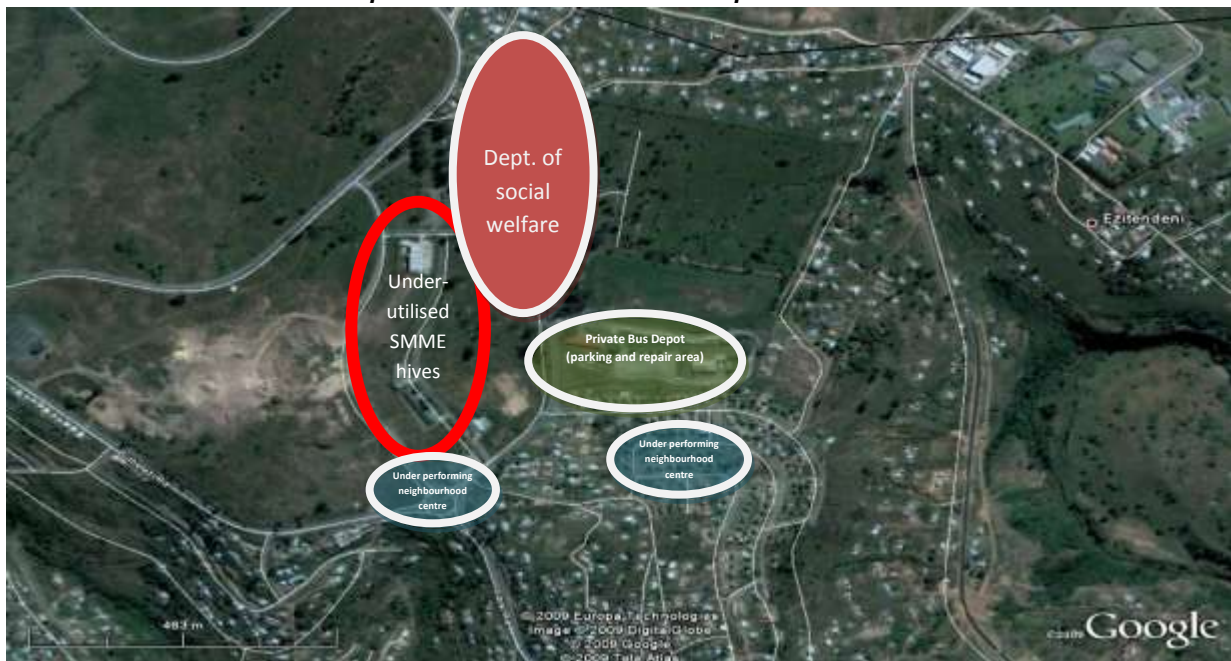 Dept. of
social
welfare
Ezitendeni
Under-
utilised
SMME
hives
Private Bus Depot
(parking and repair area)
Under performing
neighbourhood
centre
Under performing
neighbourhood
centre
483 m
© 2009 Europa Technologies
Image © 2009 DigitalGlobe
© 2009 Google
© 2009 Tele Atlas
©2009 Google